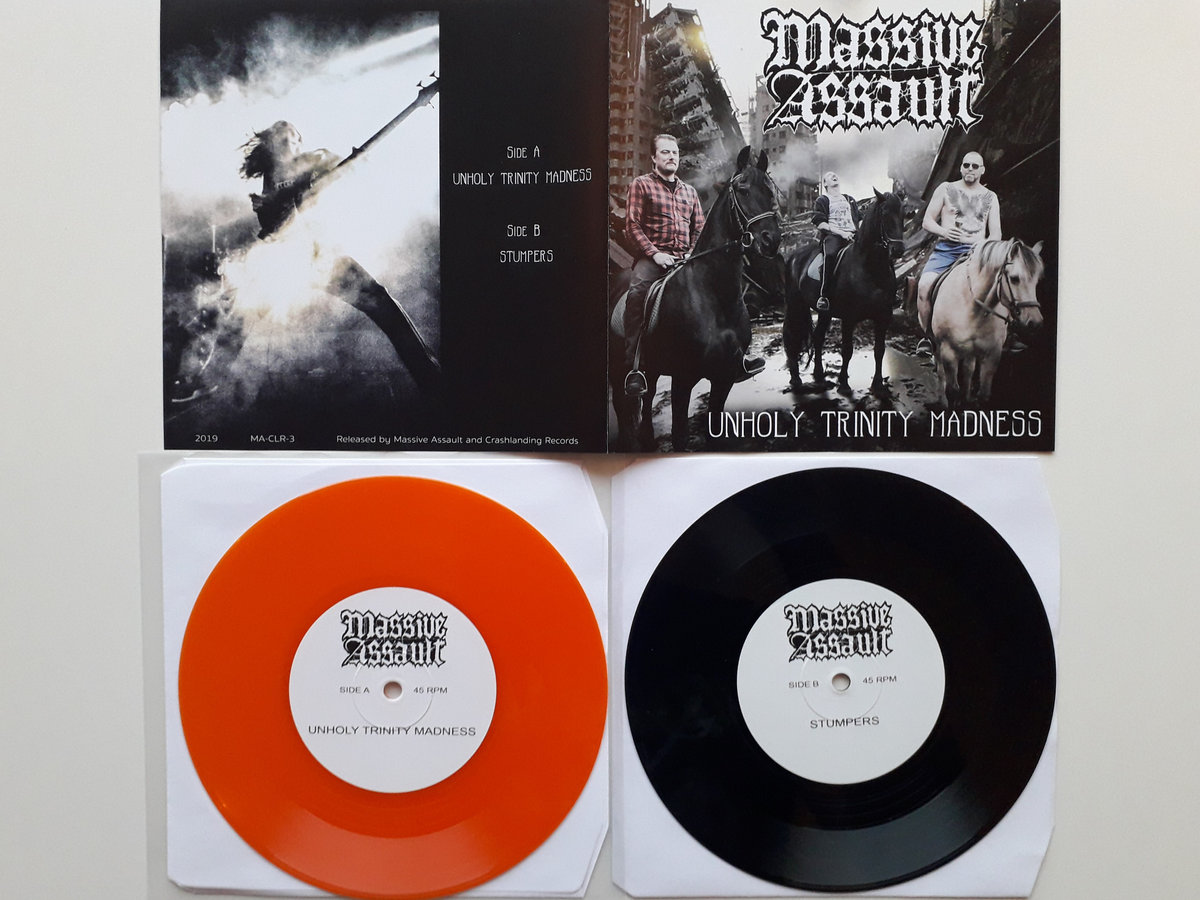 Side A
UNHOLY TRINITY MADNESS
Side B
STUMPERS
2019 MA-CLR-3 Released by Massive Assault and Crashlanding Records
Massive
Assault
UNHOLY TRINITY MADNESS
Massive
Assault
SIDE A 45 RPM
UNHOLY TRINITY MADNESS
Massive
Assault
SIDE B 45 RPM
STUMPERS